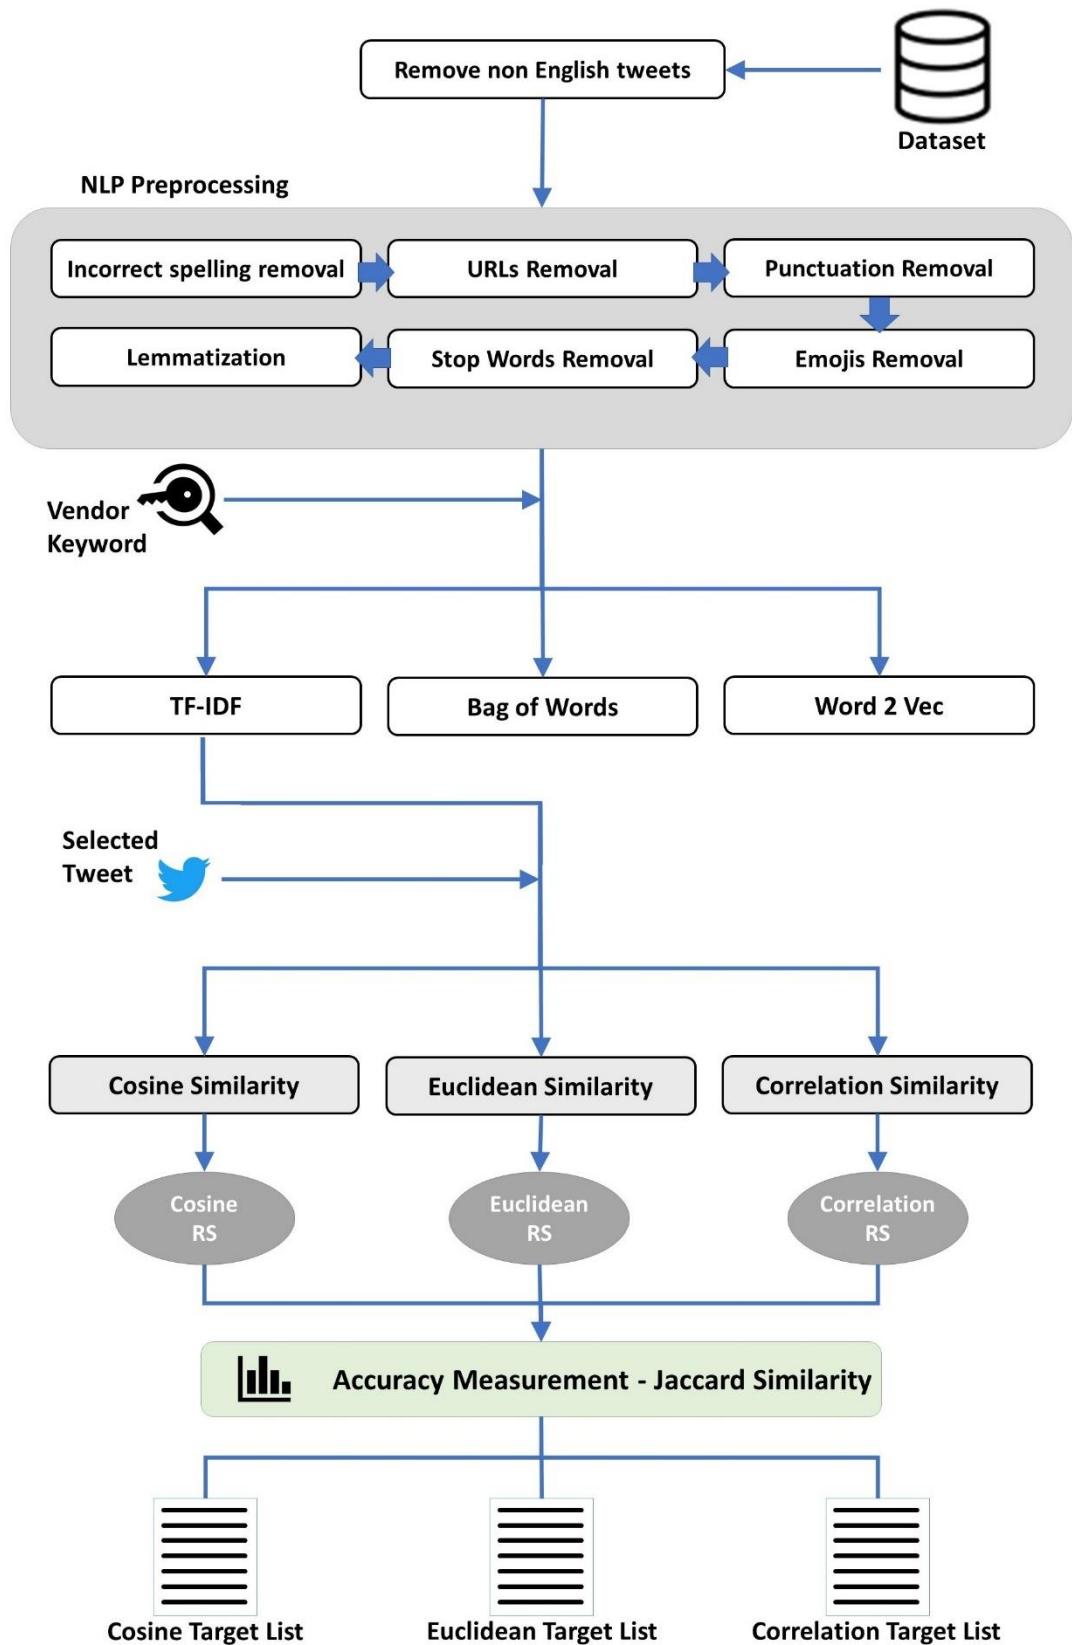 Remove non English tweets
Dataset
NLP Preprocessing
Incorrect spelling removal
URLs Removal
Punctuation Removal
Lemmatization
Stop Words Removal
Emojis Removal
Vendor
Keyword
TF-IDF
Bag of Words
Word 2 Vec
Selected
Tweet
Cosine Similarity
Euclidean Similarity
Correlation Similarity
Cosine
RS
Euclidean
RS
Correlation
RS
Accuracy Measurement - Jaccard Similarity
Cosine Target List
Euclidean Target List
Correlation Target List